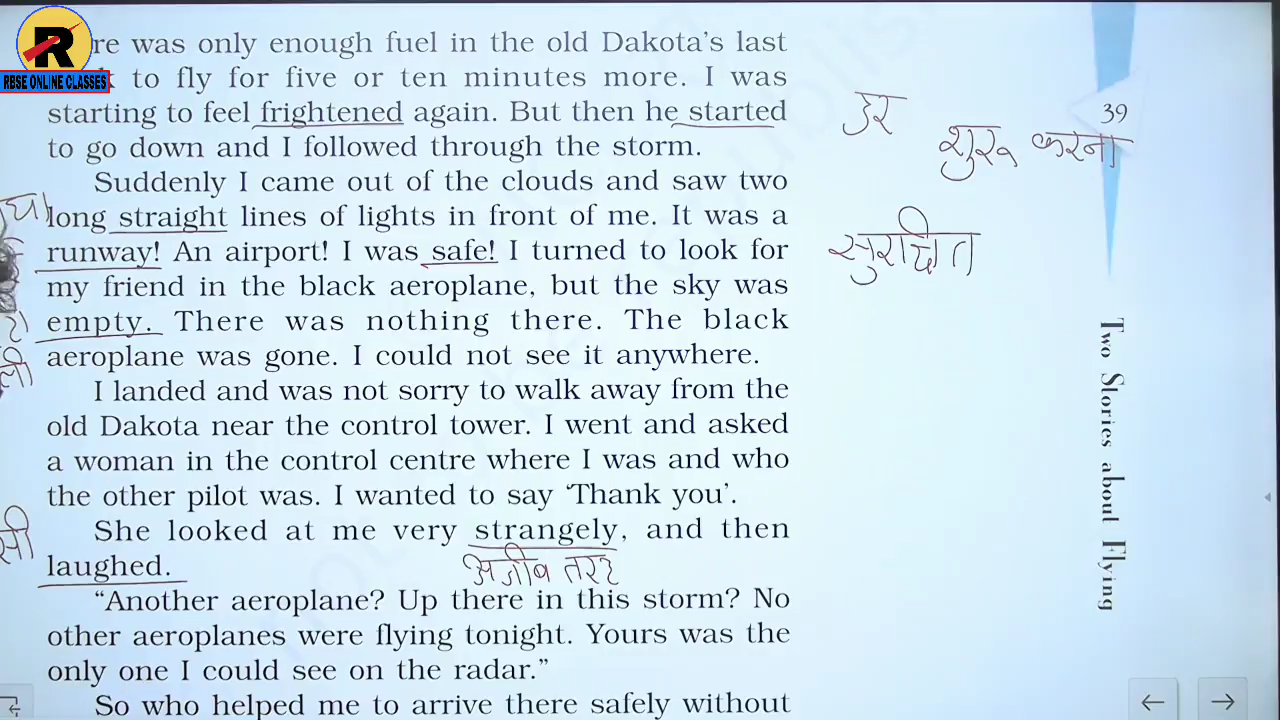 R
RBSE ONLINE CLASSES
re was only enough fuel in the old Dakota's last
to fly for five or ten minutes more. I was
starting to feel frightened again. But then he started
to go down and I followed through the storm.
Suddenly I came out of the clouds and saw two
long straight lines of lights in front of me. It was a
runway! An airport! I was safe! I turned to look for
my friend in the black aeroplane, but the sky was
empty. There was nothing there. The black
aeroplane was gone. I could not see it anywhere.
I landed and was not sorry to walk away from the
old Dakota near the control tower. I went and asked
a woman in the control centre where I was and who
the other pilot was. I wanted to say 'Thank you'.
She looked at me very strangely, and then
laughed.
अजीब तरह
"Another aeroplane? Up there in this storm? No
other aeroplanes were flying tonight. Yours was the
only one I could see on the radar."
So who helped me to arrive there safely without
डर
शुरू करना
सुरक्षित
39
Two Stories about Flying